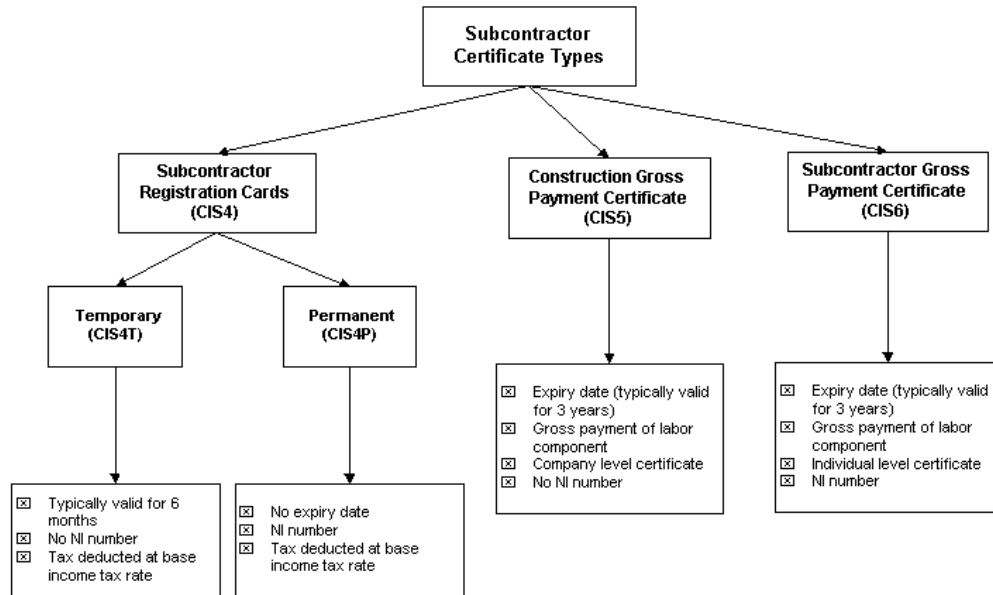 Subcontractor
Certificate Types
Subcontractor
Registration Cards
(CIS4)
Construction Gross
Payment Certificate
(CIS5)
Subcontractor Gross
Payment Certificate
(CIS6)
Temporary
(CIS4T)
Permanent
(CIS4P)
Typically valid for 6
months
No NI number
Tax deducted at base
income tax rate
No expiry date
NI number
Tax deducted at base
income tax rate
Expiry date (typically valid
for 3 years)
Gross payment of labor
component
Company level certificate
No NI number
Expiry date (typically valid
for 3 years)
Gross payment of labor
component
Individual level certificate
NI number